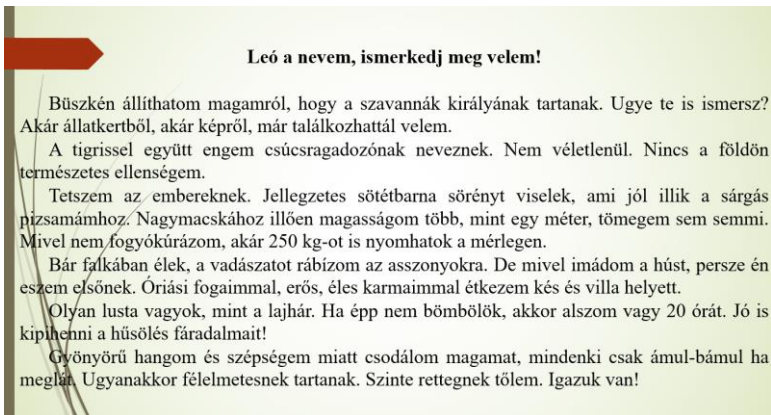 Leó a nevem, ismerkedj meg velem!
Büszkén állíthatom magamról, hogy a szavannák királyának tartanak. Ugye te is ismersz?
Akár állatkertből, akár képről, már találkozhattál velem.
A tigrissel együtt engem csúcsragadozónak neveznek. Nem véletlenül. Nincs a földön
természetes ellenségem.
Tetszem az embereknek. Jellegzetes sötétbarna sörényt viselek, ami jól illik a sárgás
pizsamámhoz. Nagymacskához illően magasságom több, mint egy méter, tömegem sem semmi.
Mivel nem fogyókúrázom, akár 250 kg-ot is nyomhatok a mérlegen.
Bár falkában élek, a vadászatot rábízom az asszonyokra. De mivel imádom a húst, persze én
eszem elsőnek. Óriási fogaimmal, erős, éles karmaimmal étkezem kés és villa helyett.
Olyan lusta vagyok, mint a lajhár. Ha épp nem bömbölök, akkor alszom vagy 20 órát. Jó is
kipihenni a hűsölés fáradalmait!
Gyönyörű hangom és szépségem miatt csodálom magamat, mindenki csak ámul-bámul ha
meglát. Ugyanakkor félelmetesnek tartanak. Szinte rettegnek tőlem. Igazuk van!